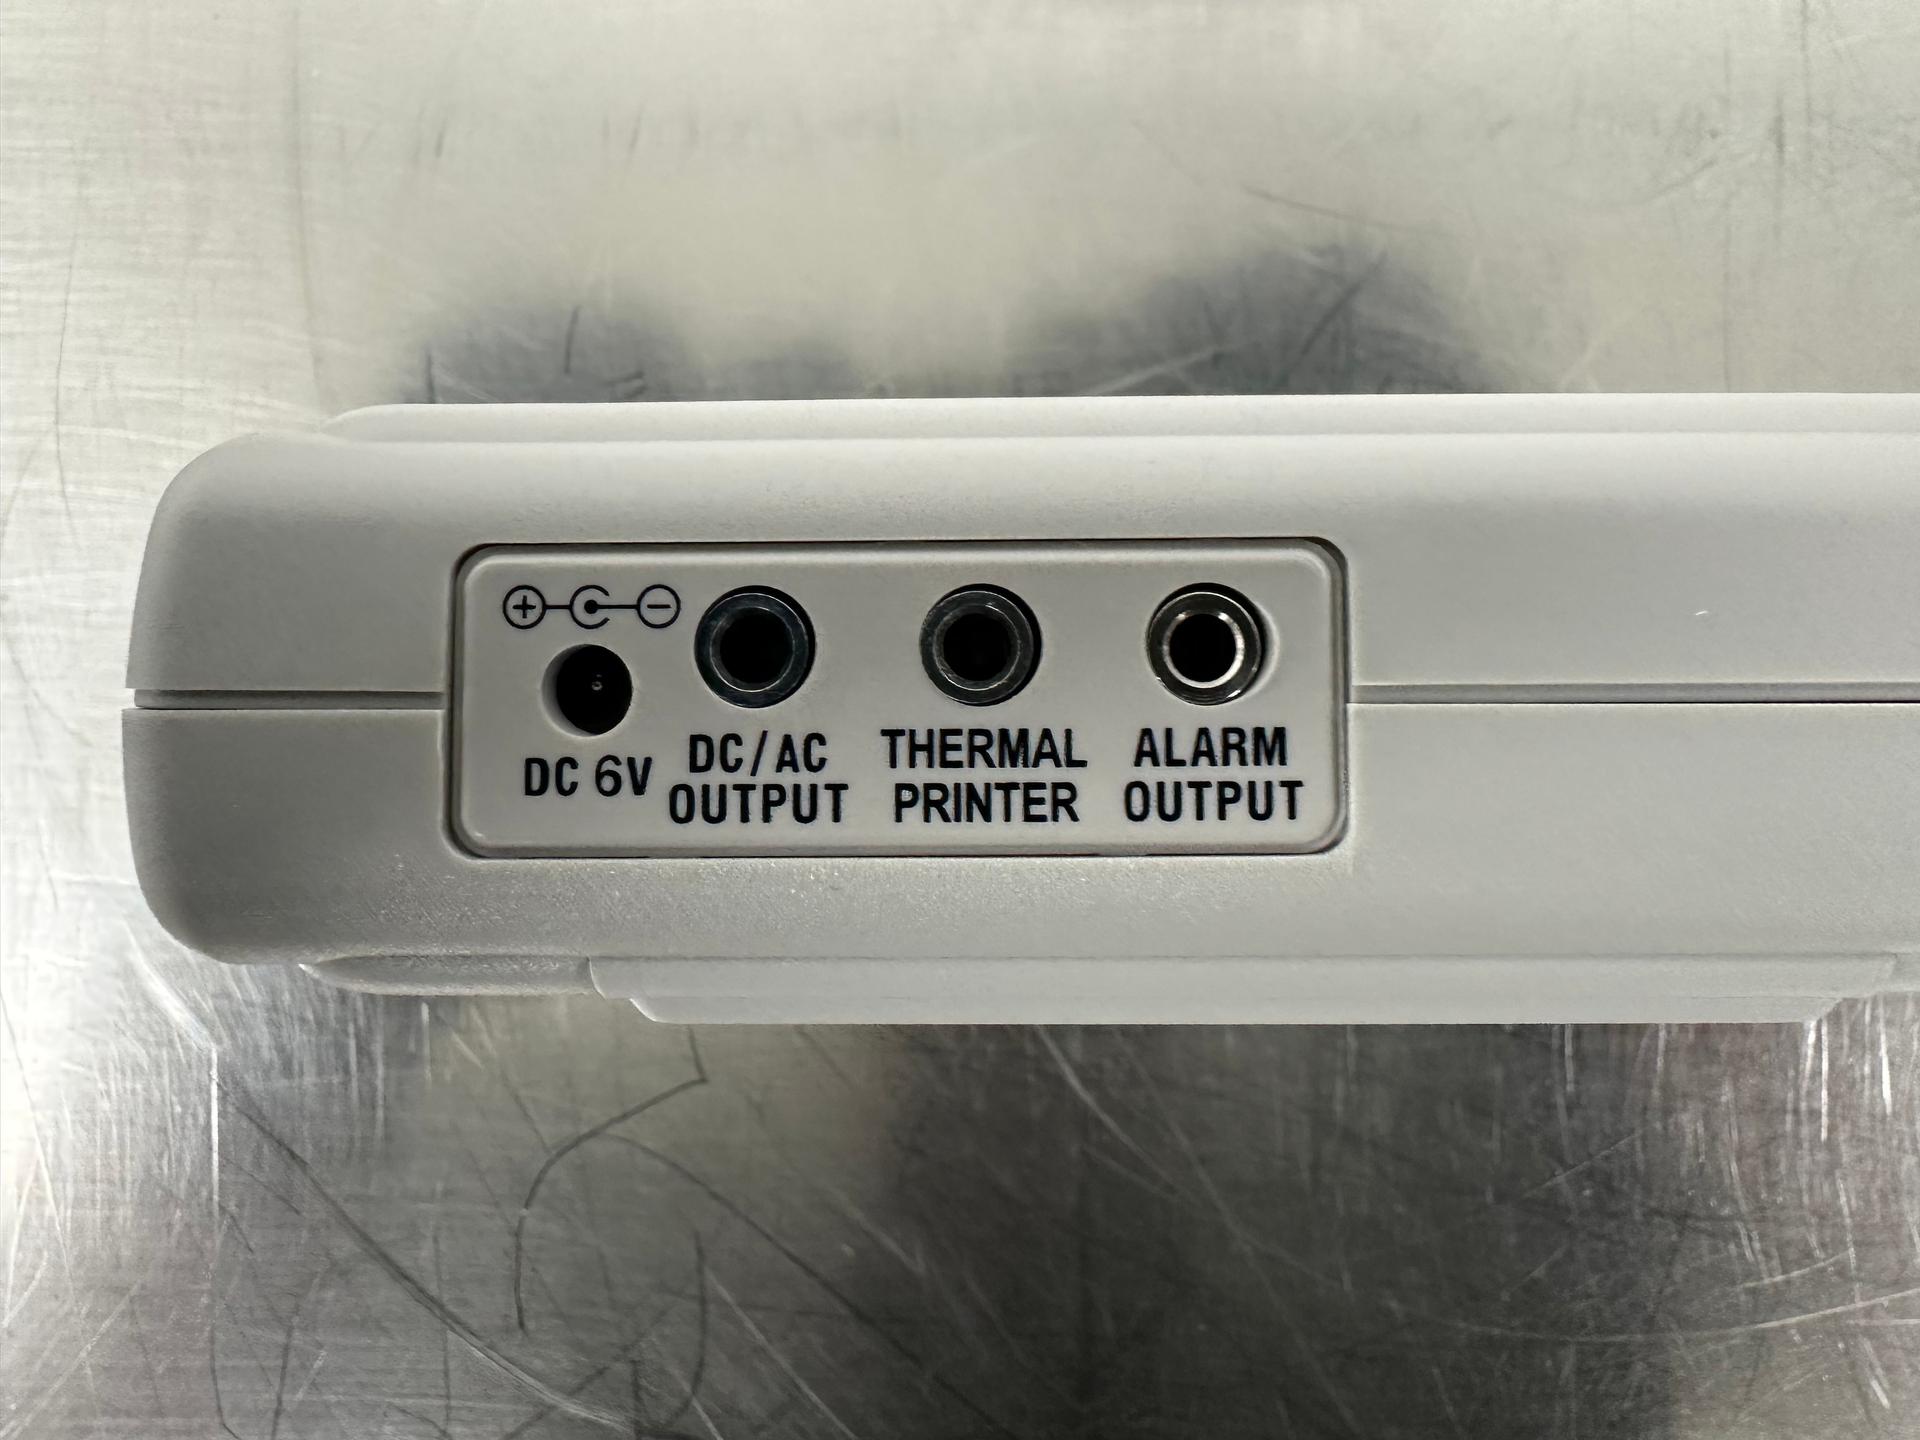 DC 6V
DC/AC
OUTPUT
THERMAL
PRINTER
ALARM
OUTPUT